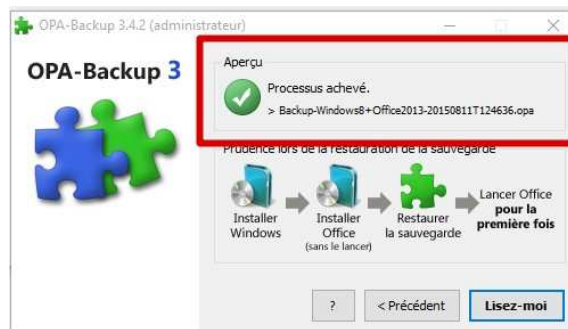 OPA-Backup 3.4.2 (administrateur)
OPA-Backup 3
Aperçu
Processus achevé.
> Backup-Windows8+Office2013-20150811T124636.opa
Prudence lors de la restauration de la sauvegarde
Installer
Windows
Installer
Office
(sans le lancer)
Restaurer
la sauvegarde
Lancer Office
pour la
première fois
?
< Précédent
Lisez-moi